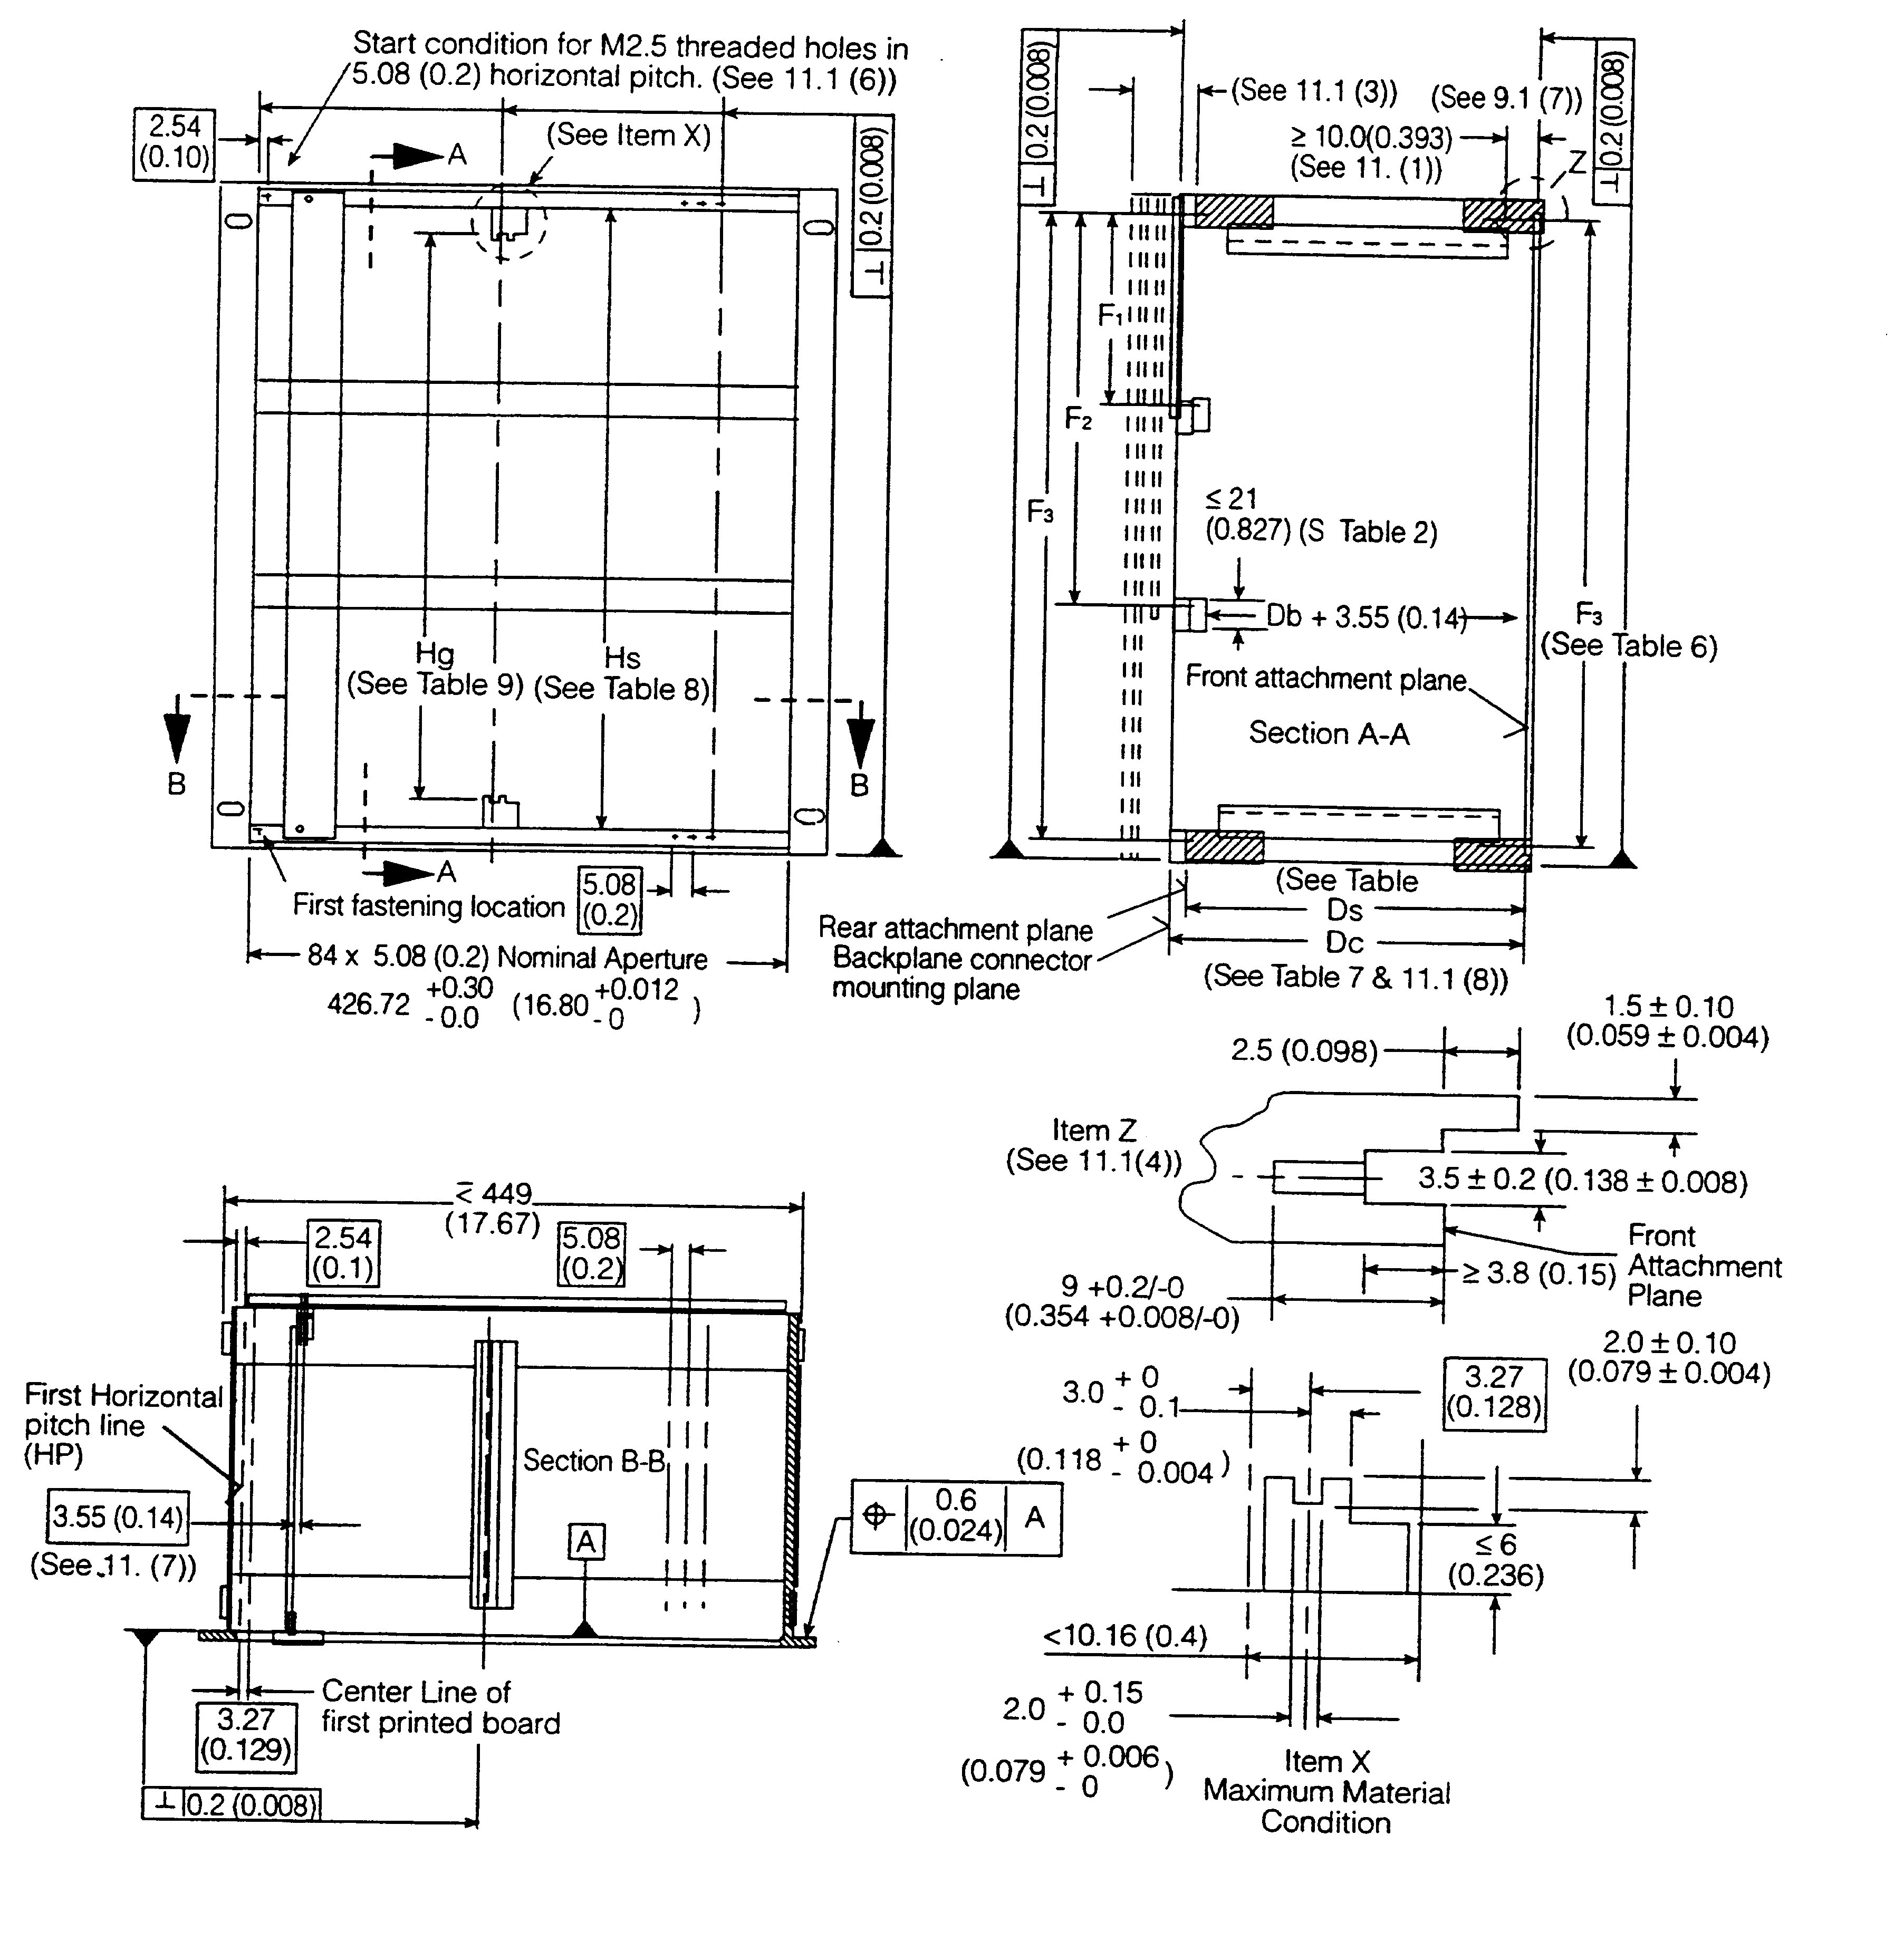 Start condition for M2.5 threaded holes in
5.08 (0.2) horizontal pitch. (See 11.1 (6))
2.54
(0.10)
A
(See Item X)
⊥ 0.2 (0.008)
Hg
(See Table 9)
Hs
(See Table 8)
B
B
A
First fastening location
5.08
(0.2)
84 x 5.08 (0.2) Nominal Aperture
426.72 +0.30 - 0.0 (16.80 +0.012 - 0 )
⊥ 0.2 (0.008)
(See 11.1 (3))
(See 9.1 (7))
≥ 10.0(0.393)
(See 11. (1))
Z
⊥ 0.2 (0.008)
F1
F2
F3
≤ 21
(0.827) (S Table 2)
Db + 3.55 (0.14)
F3
(See Table 6)
Front attachment plane
Section A-A
(See Table
Ds
Dc
(See Table 7 & 11.1 (8))
Rear attachment plane
Backplane connector
mounting plane
1.5 ± 0.10
(0.059 ± 0.004)
2.5 (0.098)
Item Z
(See 11.1(4))
3.5 ± 0.2 (0.138 ± 0.008)
Front
Attachment
Plane
≥ 3.8 (0.15)
9 +0.2/-0
(0.354 +0.008/-0)
< 449
(17.67)
2.54
(0.1)
5.08
(0.2)
First Horizontal
pitch line
(HP)
Section B-B
3.55 (0.14)
(See .11. (7))
A
⌖ 0.6 (0.024) A
Center Line of
first printed board
3.27
(0.129)
⊥ 0.2 (0.008)
2.0 ± 0.10
(0.079 ± 0.004)
3.27
(0.128)
3.0 + 0 - 0.1
(0.118 + 0 - 0.004 )
≤ 6
(0.236)
<10.16 (0.4)
2.0 + 0.15 - 0.0
(0.079 + 0.006 - 0 )
Item X
Maximum Material
Condition